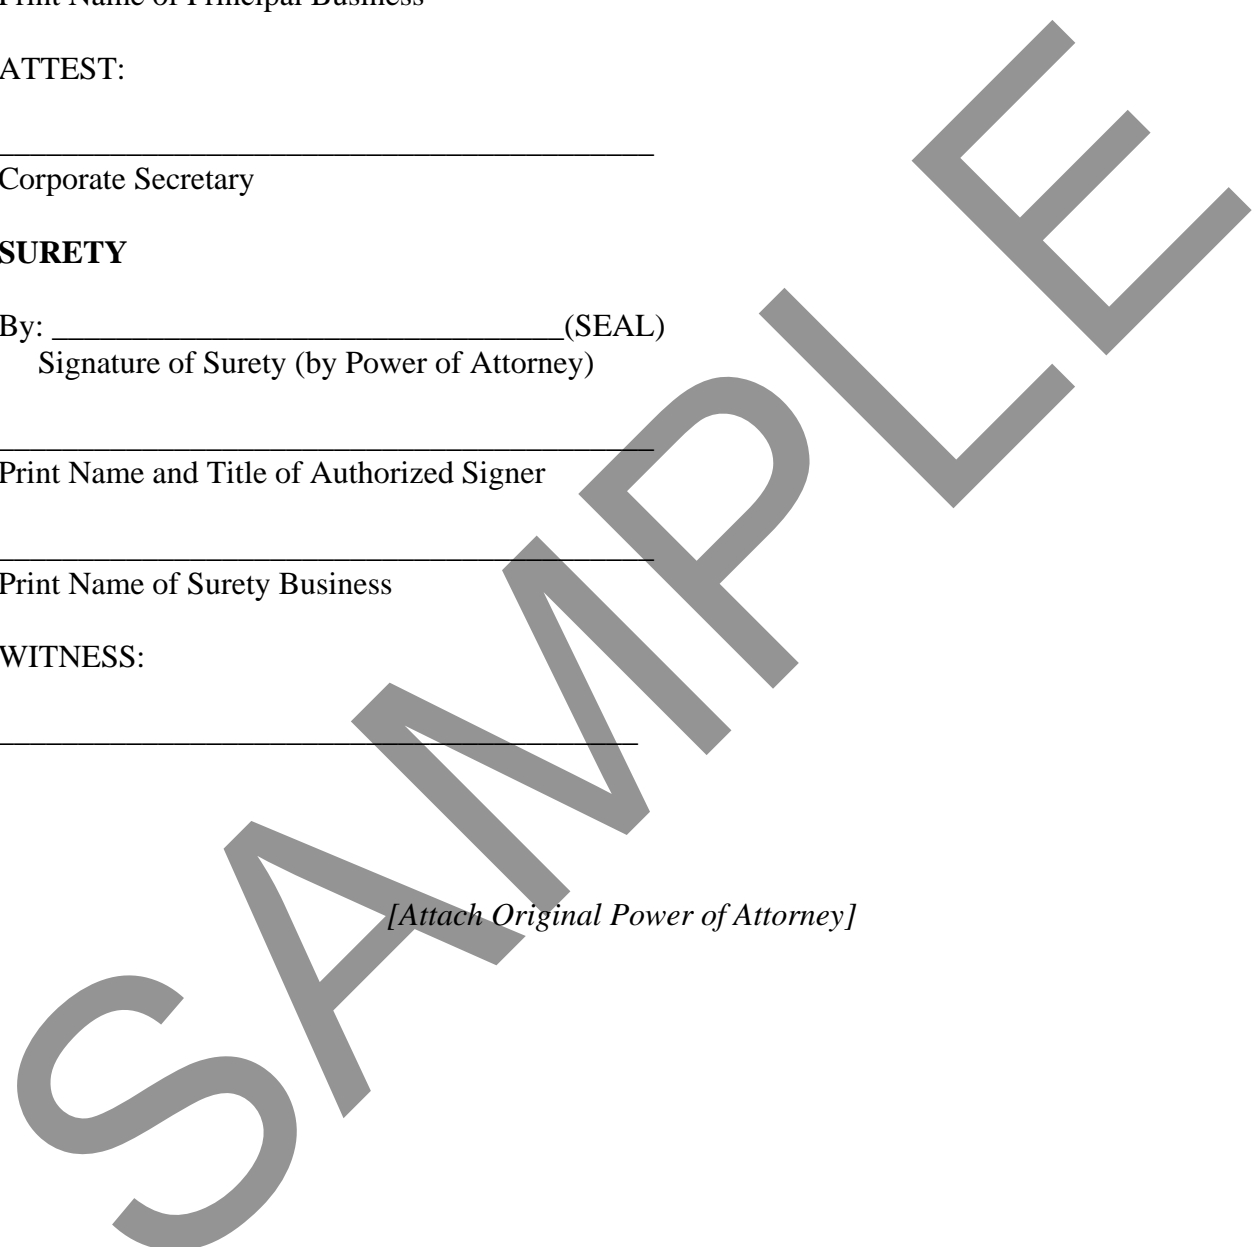 Print Name of Principal Business
ATTEST:
_________________________________________
Corporate Secretary
SURETY
By: ________________________________(SEAL)
Signature of Surety (by Power of Attorney)
_________________________________________
Print Name and Title of Authorized Signer
_________________________________________
Print Name of Surety Business
WITNESS:
________________________________________
[Attach Original Power of Attorney]
SAMPLE